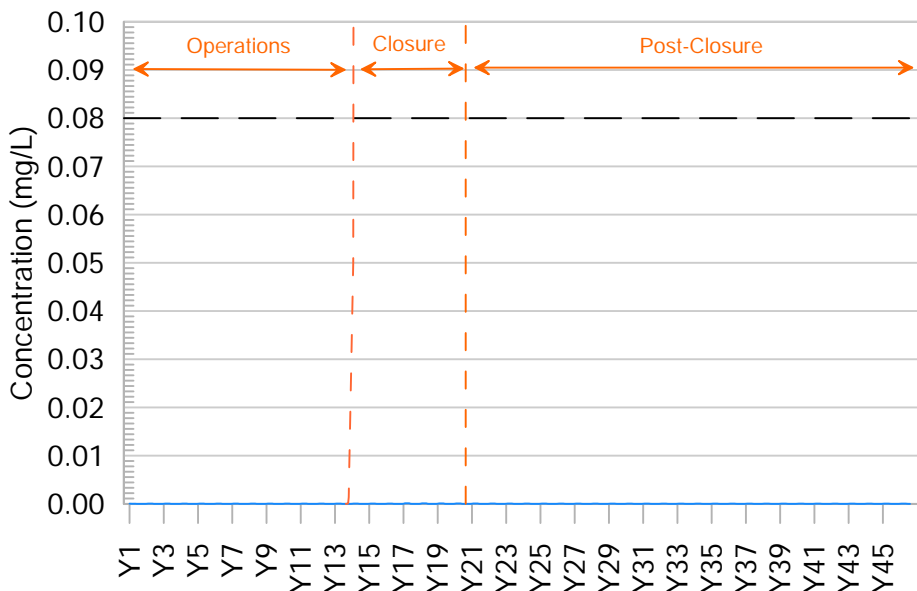 0.10
Operations
Closure
Post-Closure
0.09
0.08
0.07
0.06
0.05
0.04
0.03
0.02
0.01
0.00
Concentration (mg/L)
Y1 Y3 Y5 Y7 Y9 Y11 Y13 Y15 Y17 Y19 Y21 Y23 Y25 Y27 Y29 Y31 Y33 Y35 Y37 Y39 Y41 Y43 Y45